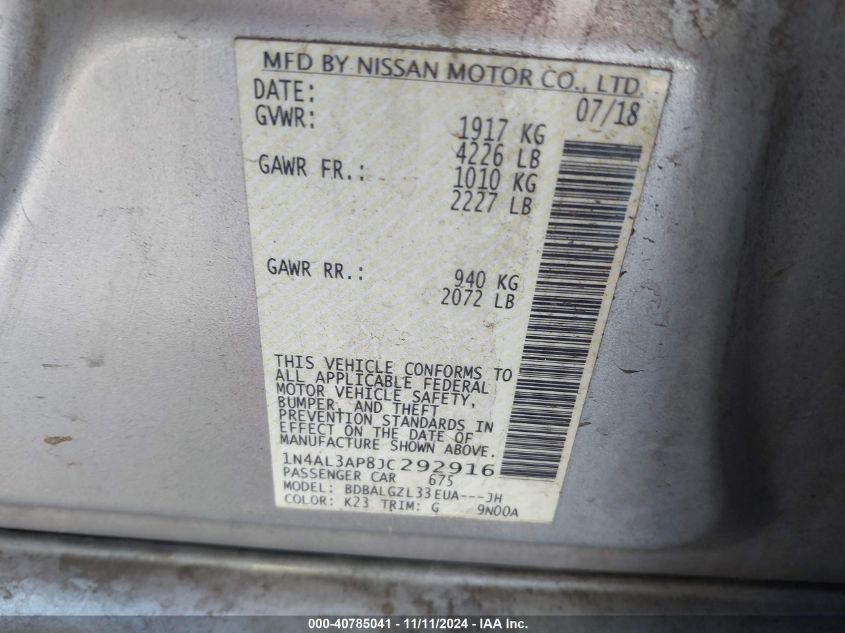 MFD BY NISSAN MOTOR CO., LTD.
DATE: 07/18
GVWR: 1917 KG
4226 LB
GAWR FR.: 1010 KG
2227 LB
GAWR RR.: 940 KG
2072 LB
THIS VEHICLE CONFORMS TO
ALL APPLICABLE FEDERAL
MOTOR VEHICLE SAFETY,
BUMPER, AND THEFT
PREVENTION STANDARDS IN
EFFECT ON THE DATE OF
MANUFACTURE SHOWN ABOVE.
1N4AL3AP8JC292916
PASSENGER CAR 675
MODEL: BDBALGZL33EUA---JH
COLOR: K23 TRIM: G 9N00A
000-40785041 - 11/11/2024 - IAAI Inc.